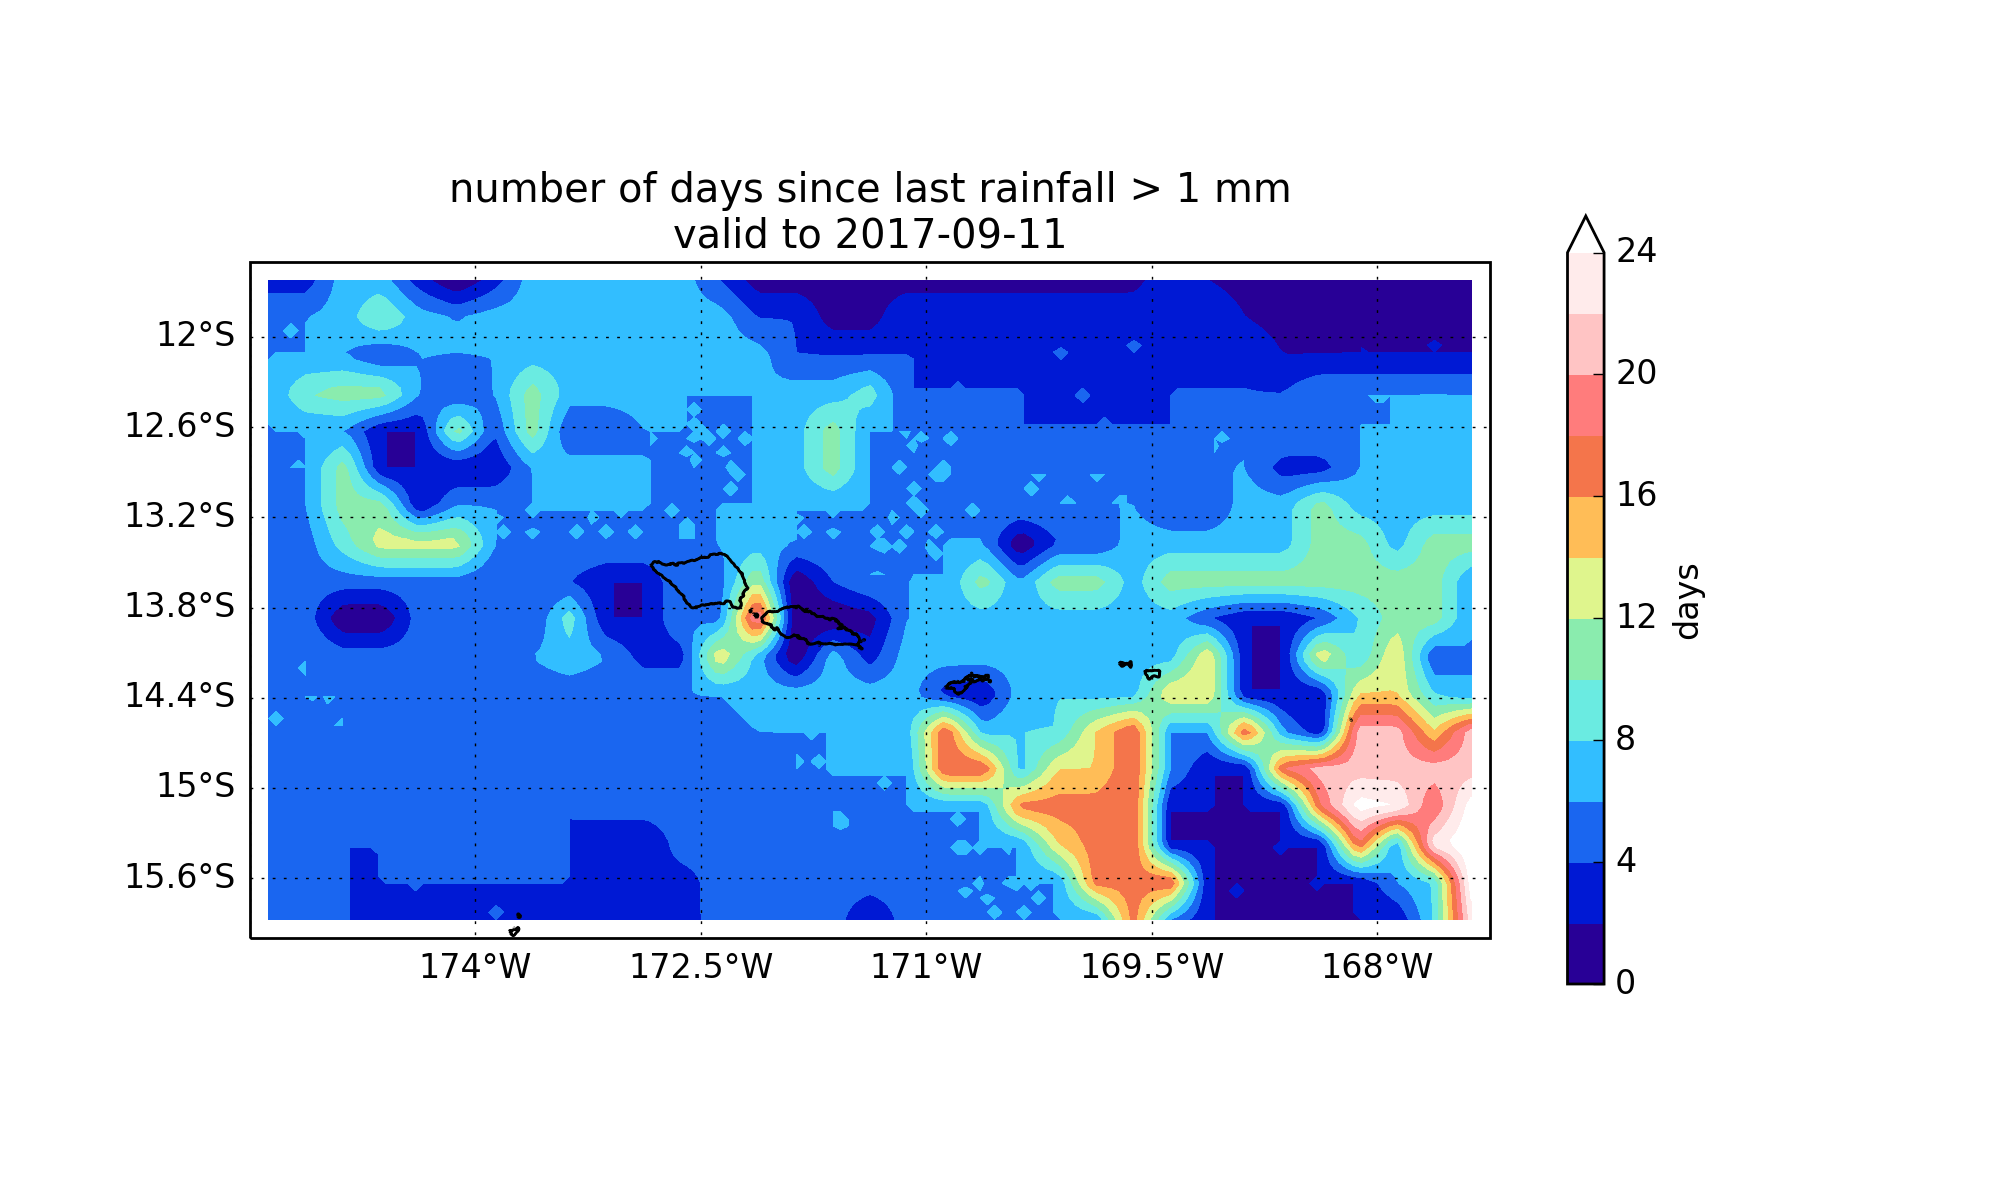 number of days since last rainfall > 1 mm
valid to 2017-09-11
12°S
12.6°S
13.2°S
13.8°S
14.4°S
15°S
15.6°S
174°W 172.5°W 171°W 169.5°W 168°W
24
20
16
12
8
4
0
days